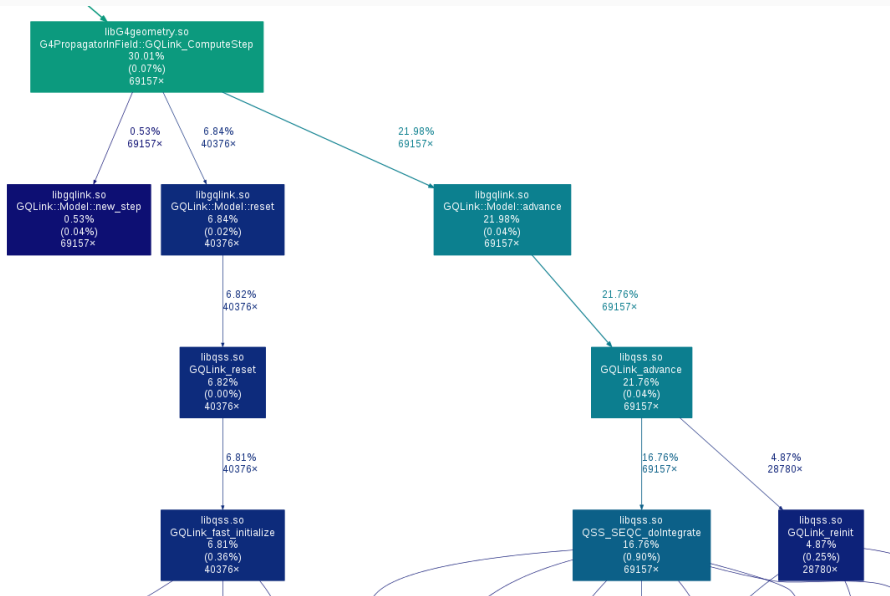 libG4geometry.so
G4PropagatorInField::GQLink_ComputeStep
30.01%
(0.07%)
69157×
0.53%
69157×
6.84%
40376×
21.98%
69157×
libgqlink.so
GQLink::Model::new_step
0.53%
(0.04%)
69157×
libgqlink.so
GQLink::Model::reset
6.84%
(0.02%)
40376×
libgqlink.so
GQLink::Model::advance
21.98%
(0.04%)
69157×
6.82%
40376×
21.76%
69157×
libqss.so
GQLink_reset
6.82%
(0.00%)
40376×
libqss.so
GQLink_advance
21.76%
(0.04%)
69157×
6.81%
40376×
16.76%
69157×
4.87%
28780×
libqss.so
GQLink_fast_initialize
6.81%
(0.36%)
40376×
libqss.so
QSS_SEQC_doIntegrate
16.76%
(0.90%)
69157×
libqss.so
GQLink_reinit
4.87%
(0.25%)
28780×